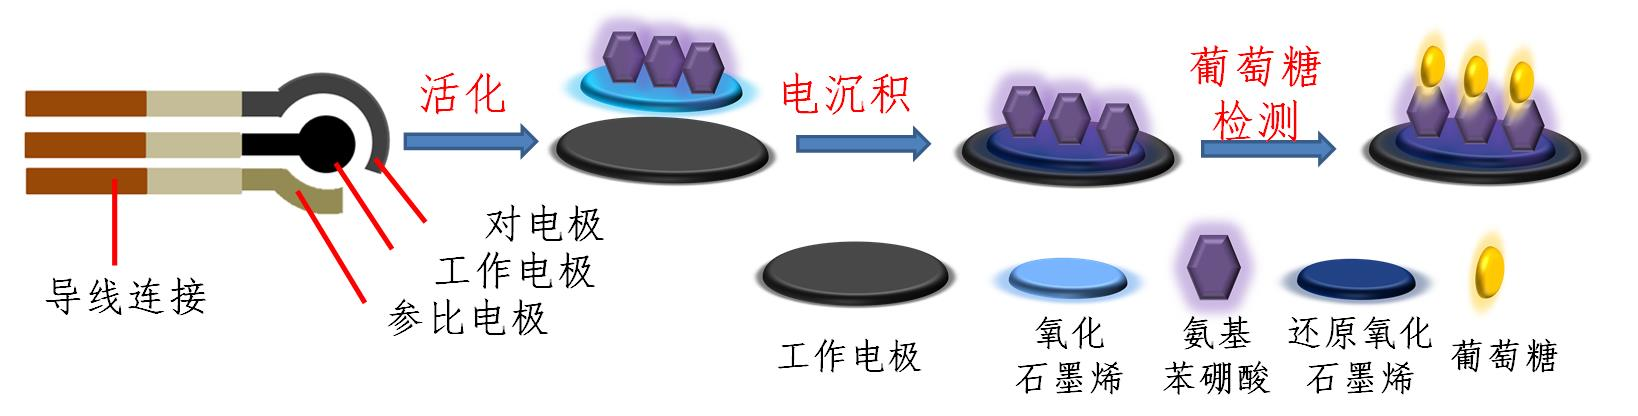 活化
电沉积
葡萄糖
检测
对电极
工作电极
参比电极
导线连接
工作电极
氧化
石墨烯
氨基
苯硼酸
还原氧化
石墨烯
葡萄糖